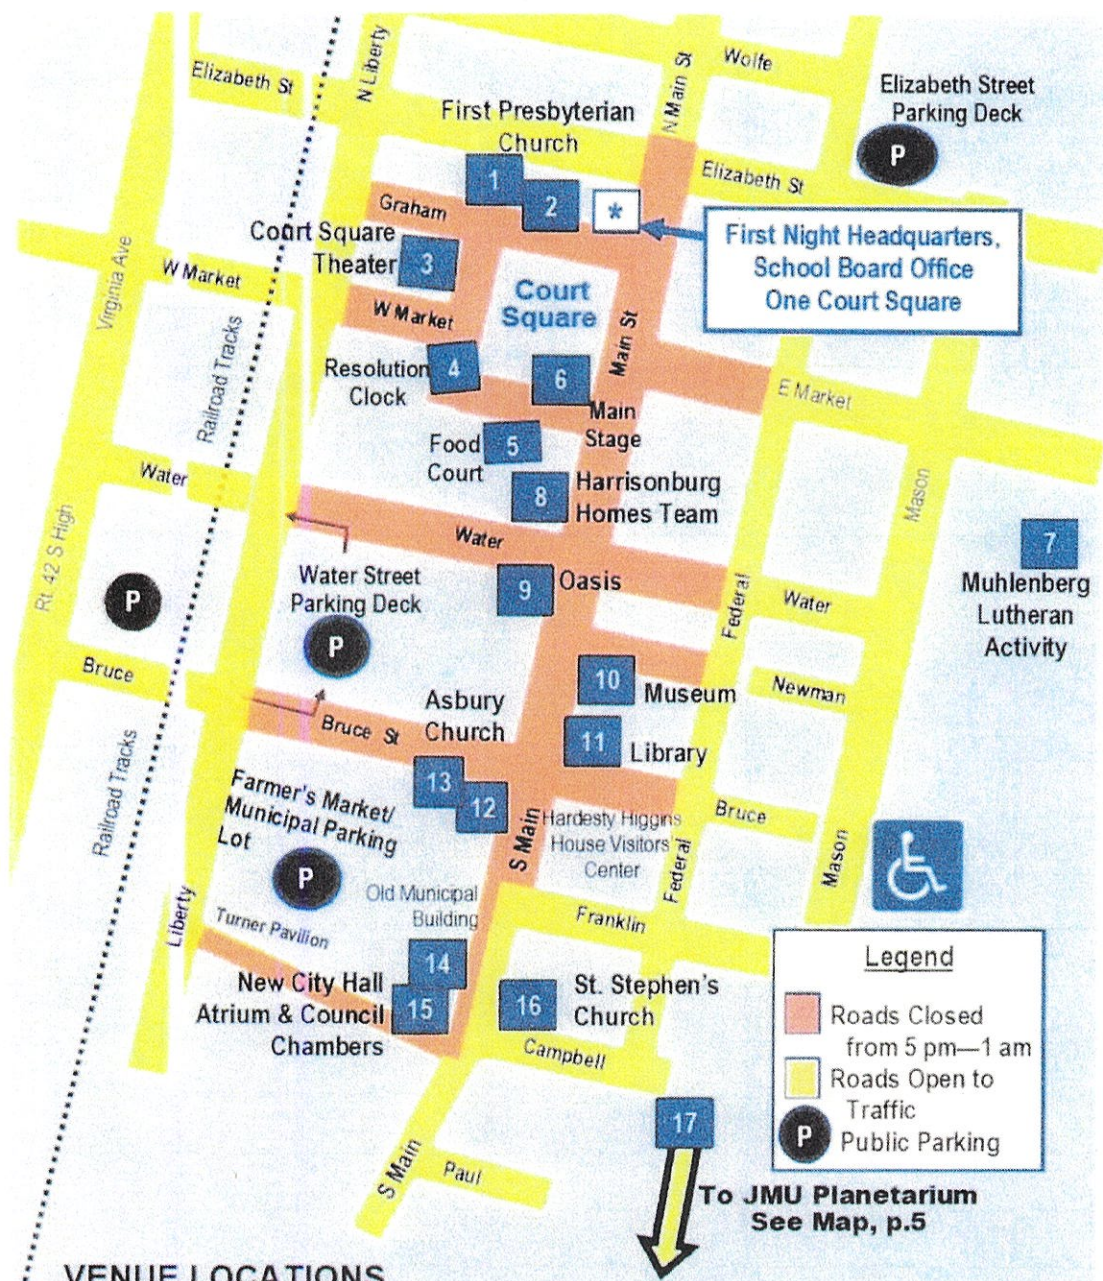 Wolfe
Elizabeth St
N Liberty
N Main St
Elizabeth Street
Parking Deck
P
First Presbyterian
Church
1
2
*
Elizabeth St
Graham
Court Square
Theater
3
First Night Headquarters,
School Board Office
One Court Square
Virginia Ave
W Market
W Market
Court
Square
Main St
Railroad Tracks
Resolution
Clock
4
6
Main
Stage
E Market
Food
Court
5
8
Harrisonburg
Homes Team
Mason
Water
Water
Rt. 42 S High
7
Muhlenberg
Lutheran
Activity
P
Water Street
Parking Deck
P
9
Oasis
Federal
Water
Bruce
10
Museum
Newman
Asbury
Church
Bruce St
11
Library
13
12
Railroad Tracks
Farmer's Market/
Municipal Parking
Lot
P
S Main
Hardesty Higgins
House Visitors'
Center
Federal
Bruce
Mason
Liberty
Old Municipal
Building
Turner Pavilion
Franklin
14
New City Hall
Atrium & Council
Chambers
15
16
St. Stephen's
Church
Campbell
Legend
Roads Closed
from 5 pm—1 am
Roads Open to
Traffic
P
Public Parking
17
S Main
Paul
To JMU Planetarium
See Map, p.5
VENUE LOCATIONS